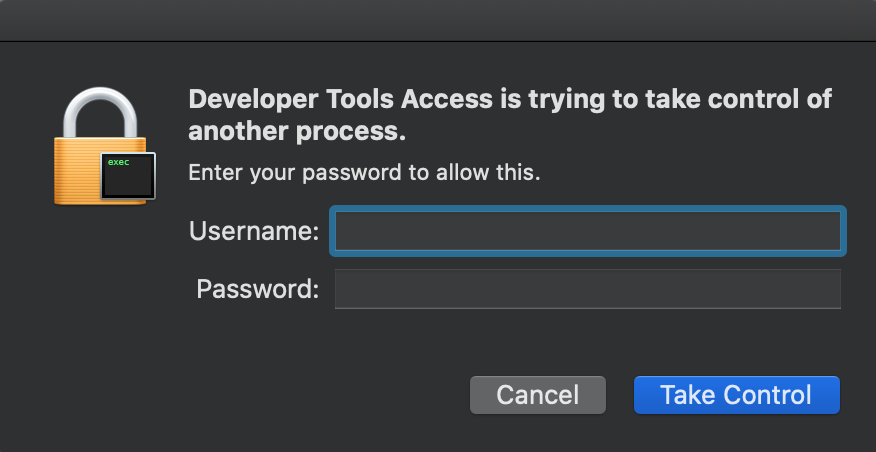 Developer Tools Access is trying to take control of
another process.
exec
Enter your password to allow this.
Username:
Password:
Cancel Take Control